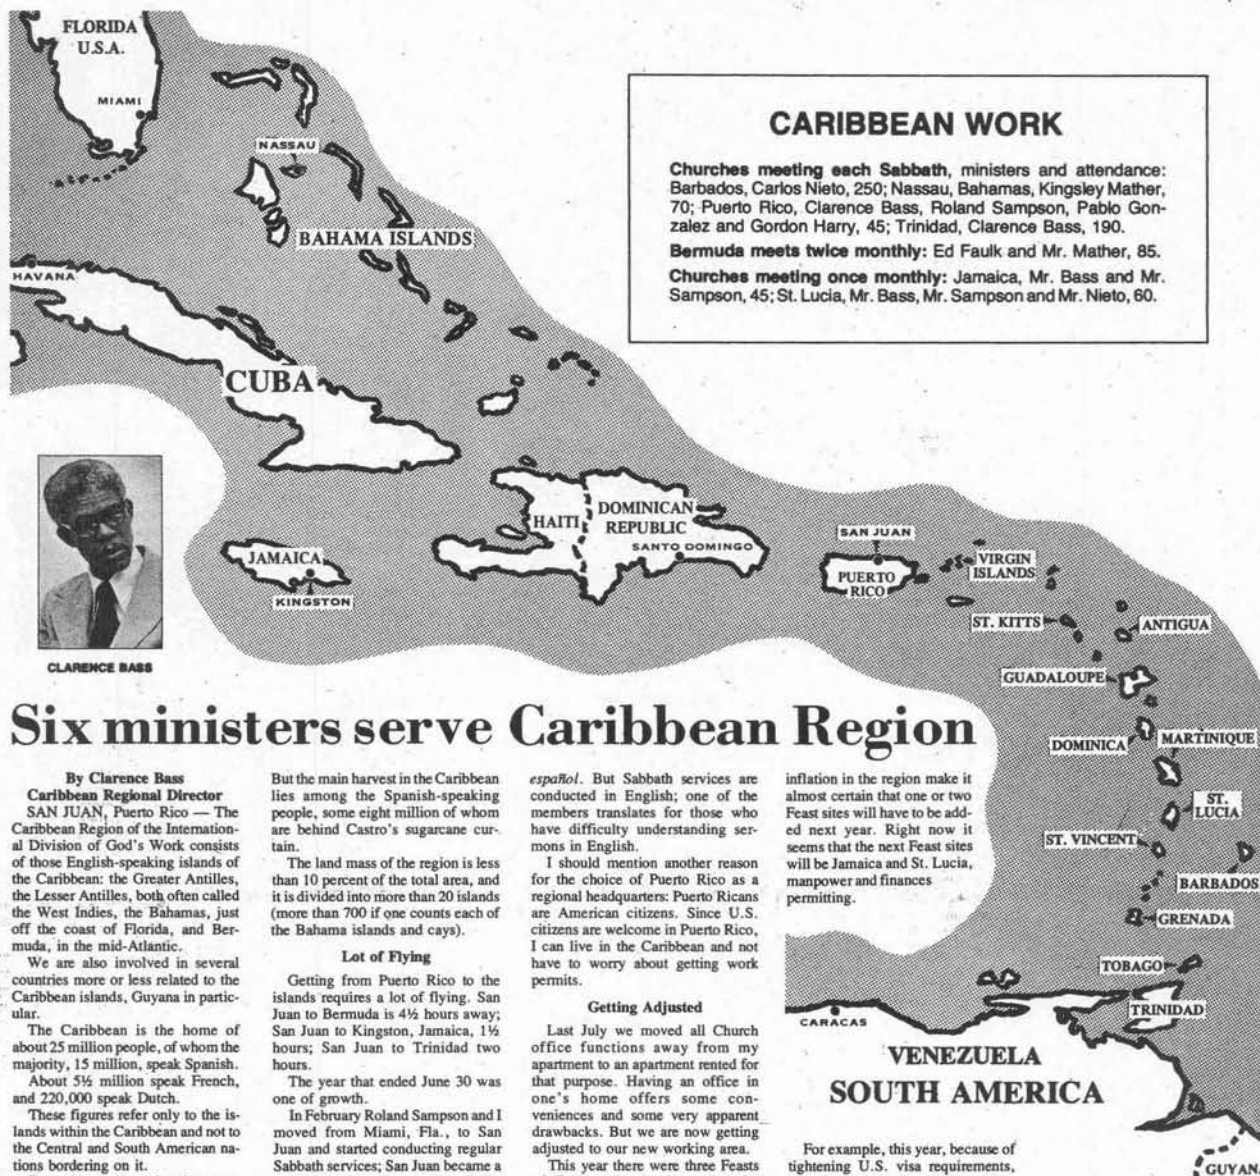 FLORIDA
U.S.A.
MIAMI
NASSAU
BAHAMA ISLANDS
HAVANA
CUBA
CARIBBEAN WORK
Churches meeting each Sabbath, ministers and attendance:
Barbados, Carlos Nieto, 250; Nassau, Bahamas, Kingsley Mather,
70; Puerto Rico, Clarence Bass, Roland Sampson, Pablo Gon-
zalez and Gordon Harry, 45; Trinidad, Clarence Bass, 190.
Bermuda meets twice monthly: Ed Faulk and Mr. Mather, 85.
Churches meeting once monthly: Jamaica, Mr. Bass and Mr.
Sampson, 45; St. Lucia, Mr. Bass, Mr. Sampson and Mr. Nieto, 60.
JAMAICA
KINGSTON
HAITI
DOMINICAN
REPUBLIC
SANTO DOMINGO
SAN JUAN
PUERTO
RICO
VIRGIN
ISLANDS
ST. KITTS
ANTIGUA
GUADALOUPE
DOMINICA
MARTINIQUE
ST.
LUCIA
ST. VINCENT
BARBADOS
GRENADA
TOBAGO
TRINIDAD
CARACAS
VENEZUELA
SOUTH AMERICA
GUYAN
CLARENCE BASS
Six ministers serve Caribbean Region
By Clarence Bass
Caribbean Regional Director
SAN JUAN, Puerto Rico — The
Caribbean Region of the Internation-
al Division of God's Work consists
of those English-speaking islands of
the Caribbean: the Greater Antilles,
the Lesser Antilles, both often called
the West Indies, the Bahamas, just
off the coast of Florida, and Ber-
muda, in the mid-Atlantic.
We are also involved in several
countries more or less related to the
Caribbean islands, Guyana in partic-
ular.
The Caribbean is the home of
about 25 million people, of whom the
majority, 15 million, speak Spanish.
About 5½ million speak French,
and 220,000 speak Dutch.
These figures refer only to the is-
lands within the Caribbean and not to
the Central and South American na-
tions bordering on it.
But the main harvest in the Caribbean
lies among the Spanish-speaking
people, some eight million of whom
are behind Castro's sugarcane cur-
tain.
The land mass of the region is less
than 10 percent of the total area, and
it is divided into more than 20 islands
(more than 700 if one counts each of
the Bahama islands and cays).
Lot of Flying
Getting from Puerto Rico to the
islands requires a lot of flying. San
Juan to Bermuda is 4½ hours away;
San Juan to Kingston, Jamaica, 1½
hours; San Juan to Trinidad two
hours.
The year that ended June 30 was
one of growth.
In February Roland Sampson and I
moved from Miami, Fla., to San
Juan and started conducting regular
Sabbath services; San Juan became a
español. But Sabbath services are
conducted in English; one of the
members translates for those who
have difficulty understanding ser-
mons in English.
I should mention another reason
for the choice of Puerto Rico as a
regional headquarters: Puerto Ricans
are American citizens. Since U.S.
citizens are welcome in Puerto Rico,
I can live in the Caribbean and not
have to worry about getting work
permits.
Getting Adjusted
Last July we moved all Church
office functions away from my
apartment to an apartment rented for
that purpose. Having an office in
one's home offers some con-
veniences and some very apparent
drawbacks. But we are now getting
adjusted to our new working area.
This year there were three Feasts
inflation in the region make it
almost certain that one or two
Feast sites will have to be add-
ed next year. Right now it
seems that the next Feast sites
will be Jamaica and St. Lucia,
manpower and finances
permitting.
For example, this year, because of
tightening U.S. visa requirements,